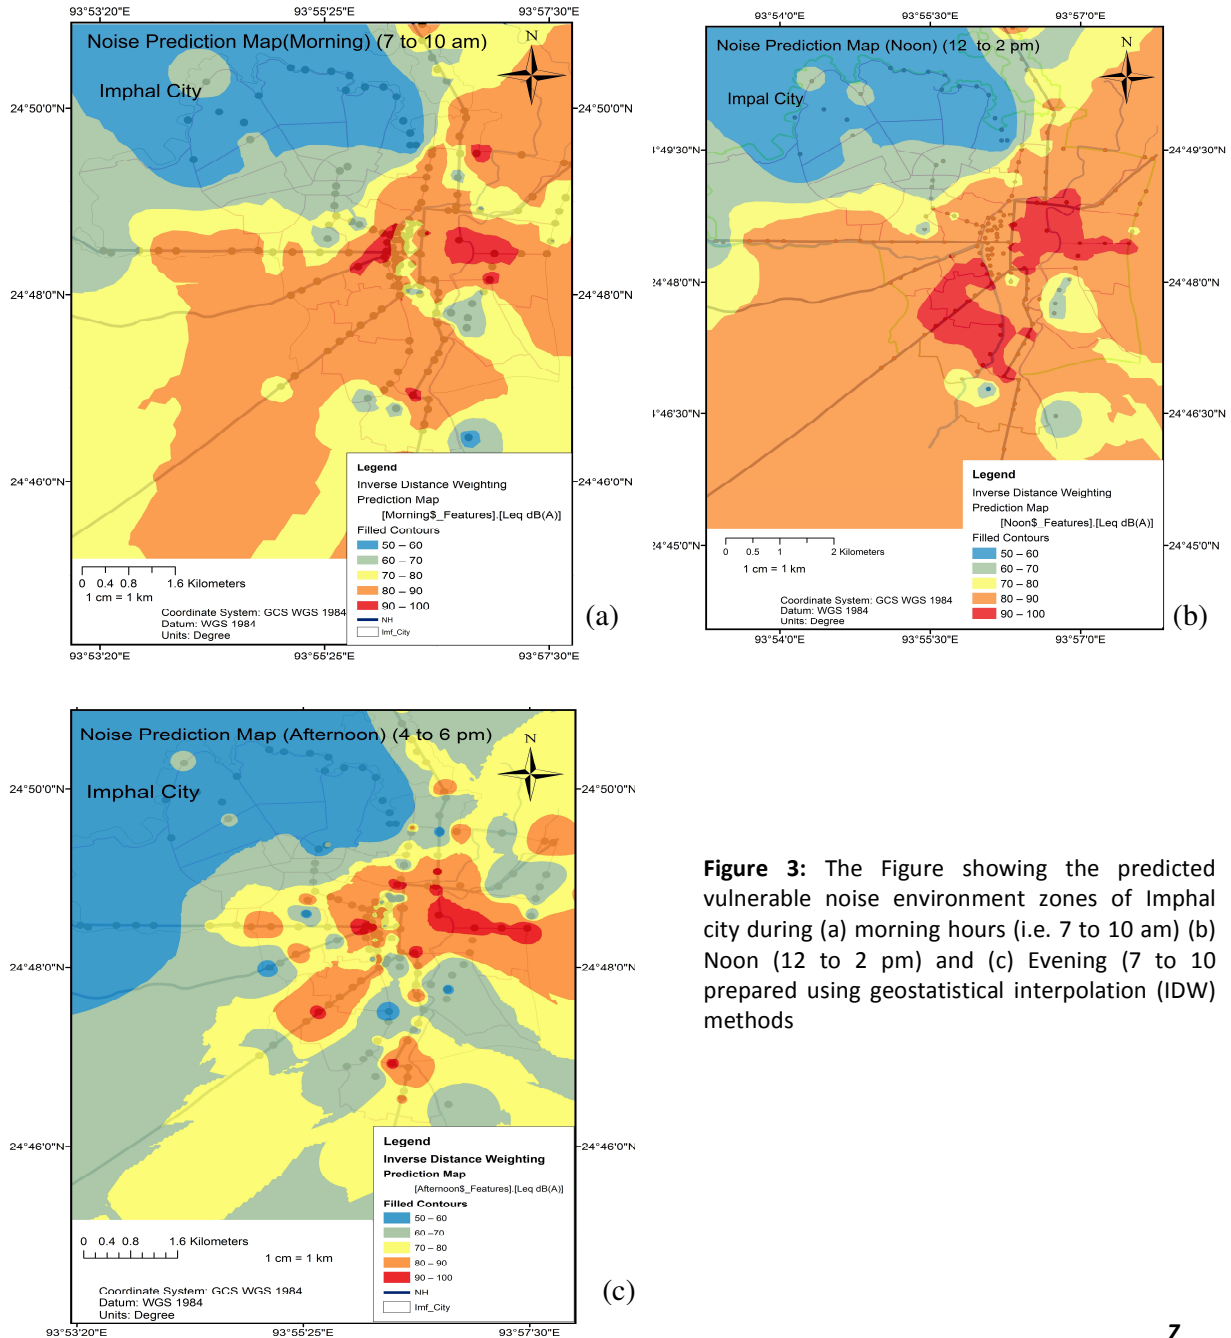 93°53'20"E 93°55'25"E 93°57'30"E
Noise Prediction Map(Morning) (7 to 10 am)
N
Imphal City
24°50'0"N 24°50'0"N
24°48'0"N 24°48'0"N
24°46'0"N 24°46'0"N
Legend
Inverse Distance Weighting
Prediction Map
[Morning$_Features].[Leq dB(A)]
Filled Contours
50 – 60
60 – 70
70 – 80
80 – 90
90 – 100
NH
Imf_City
0 0.4 0.8 1.6 Kilometers
1 cm = 1 km
Coordinate System: GCS WGS 1984
Datum: WGS 1984
Units: Degree
93°53'20"E 93°55'25"E 93°57'30"E
(a)
93°54'0"E 93°55'30"E 93°57'0"E
Noise Prediction Map (Noon) (12 to 2 pm)
N
Impal City
24°49'30"N
24°48'0"N 24°48'0"N
24°46'30"N
24°45'0"N 24°45'0"N
Legend
Inverse Distance Weighting
Prediction Map
[Noon$_Features].[Leq dB(A)]
Filled Contours
50 – 60
60 – 70
70 – 80
80 – 90
90 – 100
0 0.5 1 2 Kilometers
1 cm = 1 km
Coordinate System: GCS WGS 1984
Datum: WGS 1984
Units: Degree
93°54'0"E 93°55'30"E 93°57'0"E
(b)
Noise Prediction Map (Afternoon) (4 to 6 pm)
N
Imphal City
24°50'0"N 24°50'0"N
24°48'0"N 24°48'0"N
24°46'0"N 24°46'0"N
Legend
Inverse Distance Weighting
Prediction Map
[Afternoon$_Features].[Leq dB(A)]
Filled Contours
50 – 60
60 –70
70 – 80
80 – 90
90 – 100
NH
Imf_City
0 0.4 0.8 1.6 Kilometers
1 cm = 1 km
Coordinate System: GCS WGS 1984
Datum: WGS 1984
Units: Degree
93°53'20"E 93°55'25"E 93°57'30"E
(c)
Figure 3: The Figure showing the predicted
vulnerable noise environment zones of Imphal
city during (a) morning hours (i.e. 7 to 10 am) (b)
Noon (12 to 2 pm) and (c) Evening (7 to 10
prepared using geostatistical interpolation (IDW)
methods
7